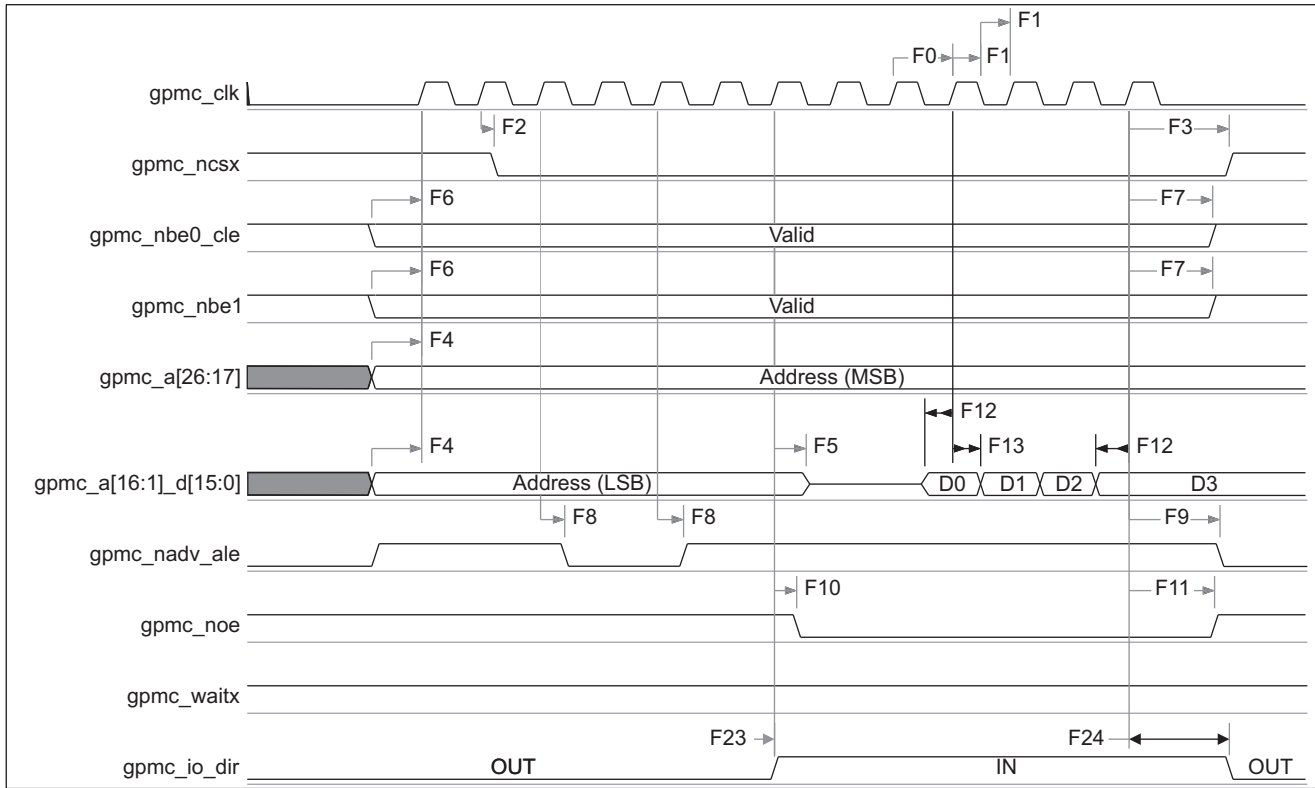 F1
F0 F1
gpmc_clk
F2 F3
gpmc_ncsx
F6 F7
gpmc_nbe0_cle Valid
F6 F7
gpmc_nbe1 Valid
F4
gpmc_a[26:17] Address (MSB)
F12
F4 F5 F13 F12
gpmc_a[16:1]_d[15:0] Address (LSB) D0 D1 D2 D3
F8 F8 F9
gpmc_nadv_ale
F10 F11
gpmc_noe
gpmc_waitx
F23 F24
gpmc_io_dir OUT IN OUT